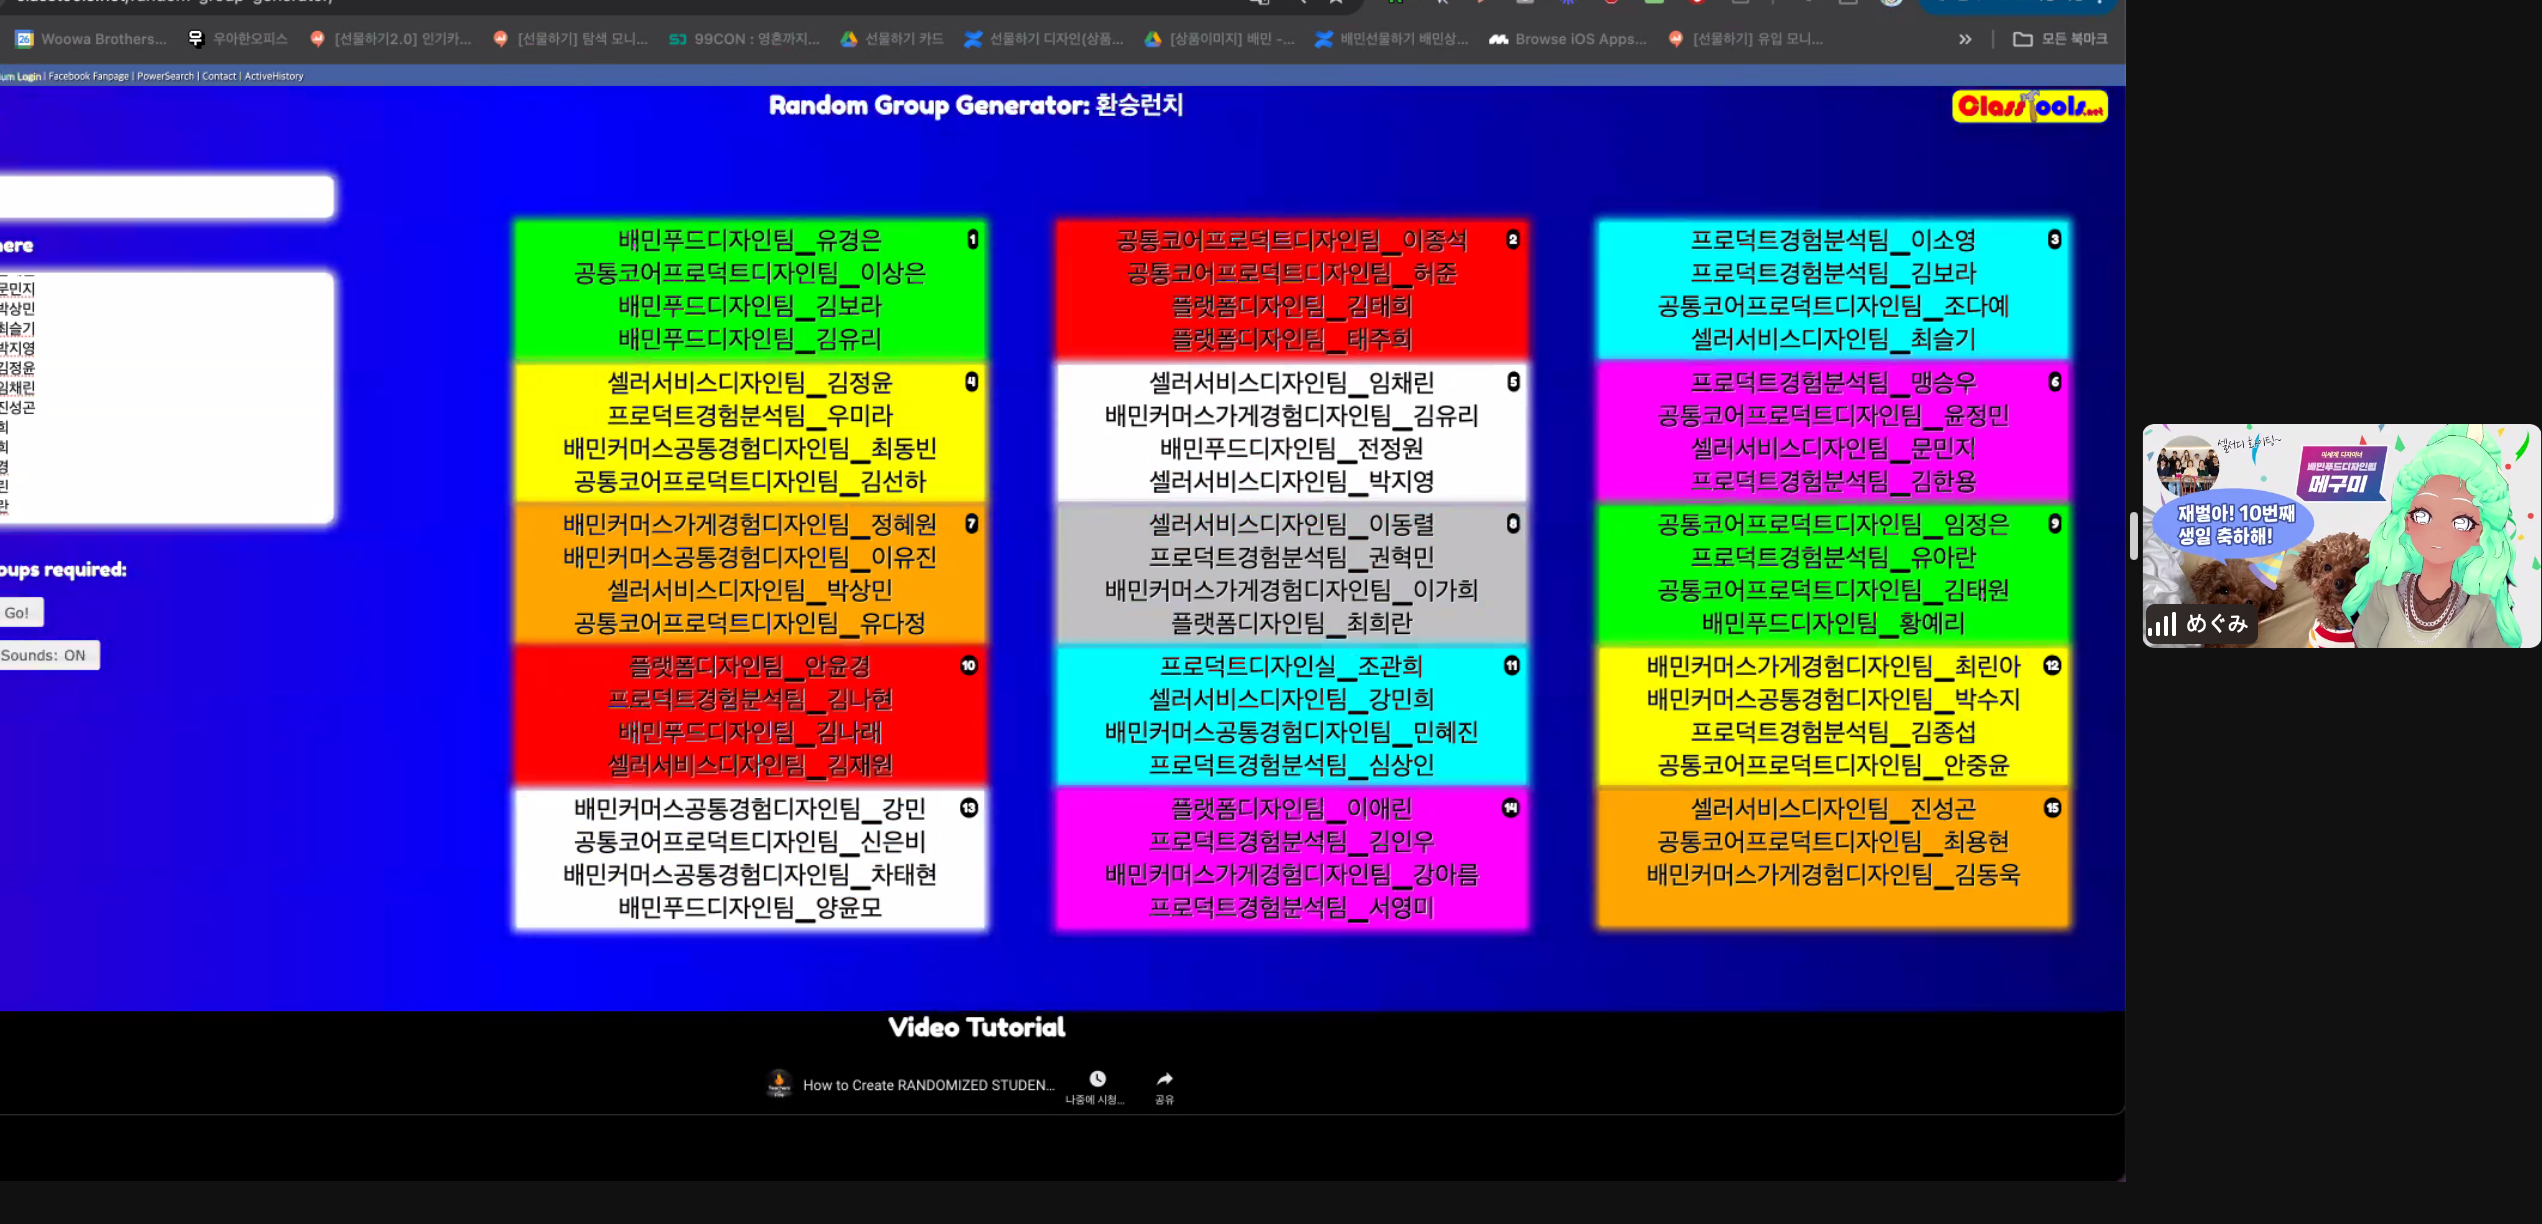 Woowa Brothers...
우아한오피스
[선물하기2.0] 인기카...
[선물하기] 탐색 모니...
99CON : 영혼까지...
선물하기 카드
선물하기 디자인(상품...
[상품이미지] 배민 -...
배민선물하기 배민상...
Browse iOS Apps...
[선물하기] 유입 모니...
»
모든 북마크
um Login | Facebook Fanpage | PowerSearch | Contact | ActiveHistory
Random Group Generator: 환승런치
ClassTools.net
here
문민지
박상민
최슬기
박지영
김정윤
임채린
진성곤
희
희
경
린
란
oups required:
Go!
Sounds: ON
1
배민푸드디자인팀_유경은
공통코어프로덕트디자인팀_이상은
배민푸드디자인팀_김보라
배민푸드디자인팀_김유리
2
공통코어프로덕트디자인팀_이종석
공통코어프로덕트디자인팀_허준
플랫폼디자인팀_김태희
플랫폼디자인팀_태주희
3
프로덕트경험분석팀_이소영
프로덕트경험분석팀_김보라
공통코어프로덕트디자인팀_조다예
셀러서비스디자인팀_최슬기
4
셀러서비스디자인팀_김정윤
프로덕트경험분석팀_우미라
배민커머스공통경험디자인팀_최동빈
공통코어프로덕트디자인팀_김선하
5
셀러서비스디자인팀_임채린
배민커머스가게경험디자인팀_김유리
배민푸드디자인팀_전정원
셀러서비스디자인팀_박지영
6
프로덕트경험분석팀_맹승우
공통코어프로덕트디자인팀_윤정민
셀러서비스디자인팀_문민지
프로덕트경험분석팀_김한용
7
배민커머스가게경험디자인팀_정혜원
배민커머스공통경험디자인팀_이유진
셀러서비스디자인팀_박상민
공통코어프로덕트디자인팀_유다정
8
셀러서비스디자인팀_이동렬
프로덕트경험분석팀_권혁민
배민커머스가게경험디자인팀_이가희
플랫폼디자인팀_최희란
9
공통코어프로덕트디자인팀_임정은
프로덕트경험분석팀_유아란
공통코어프로덕트디자인팀_김태원
배민푸드디자인팀_황예리
10
플랫폼디자인팀_안윤경
프로덕트경험분석팀_김나현
배민푸드디자인팀_김나래
셀러서비스디자인팀_김재원
11
프로덕트디자인실_조관희
셀러서비스디자인팀_강민희
배민커머스공통경험디자인팀_민혜진
프로덕트경험분석팀_심상인
12
배민커머스가게경험디자인팀_최린아
배민커머스공통경험디자인팀_박수지
프로덕트경험분석팀_김종섭
공통코어프로덕트디자인팀_안중윤
13
배민커머스공통경험디자인팀_강민
공통코어프로덕트디자인팀_신은비
배민커머스공통경험디자인팀_차태현
배민푸드디자인팀_양윤모
14
플랫폼디자인팀_이애린
프로덕트경험분석팀_김인우
배민커머스가게경험디자인팀_강아름
프로덕트경험분석팀_서영미
15
셀러서비스디자인팀_진성곤
공통코어프로덕트디자인팀_최용현
배민커머스가게경험디자인팀_김동욱
Video Tutorial
How to Create RANDOMIZED STUDEN...
나중에 시청...
공유
이세계 디자이너
배민푸드디자인팀
메구미
재벌아! 10번째
생일 축하해!
めぐみ